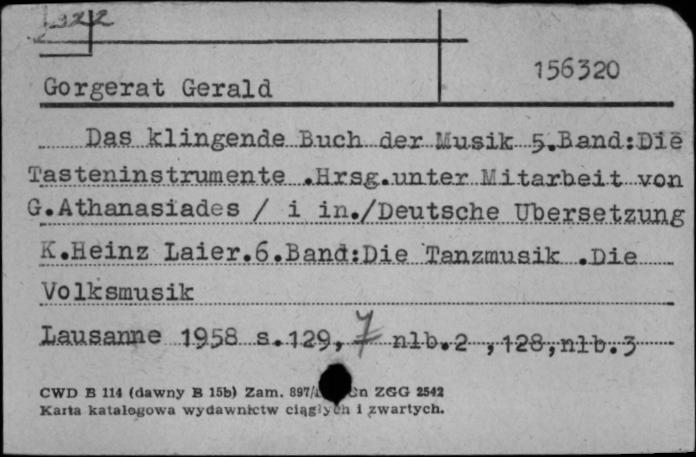 322
156320
Gorgerat Gerald
Das klingende Buch der Musik 5.Band:Die
Tasteninstrumente .Hrsg.unter Mitarbeit von
G.Athanasiades / i in./Deutsche Ubersetzung
K.Heinz Laier.6.Band:Die Tanzmusik .Die
Volksmusik
Lausanne 1958 s.129, 7 nlb.2 ,128,nlb.3
CWD B 114 (dawny B 15b) Zam. 897/ ZGG 2542
Karta katalogowa wydawnictw ciągłych i zwartych.